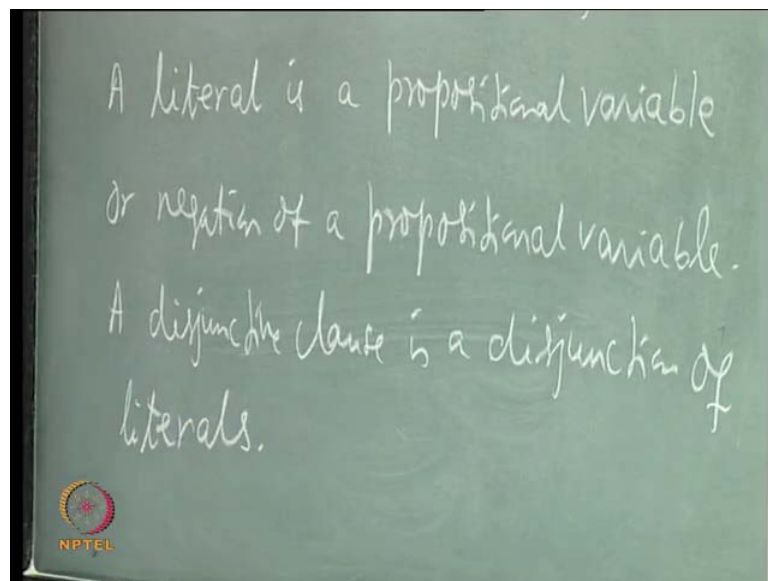 A literal is a propositional variable
or negation of a propositional variable.
A disjunctive clause is a disjunction of
literals.
NPTEL